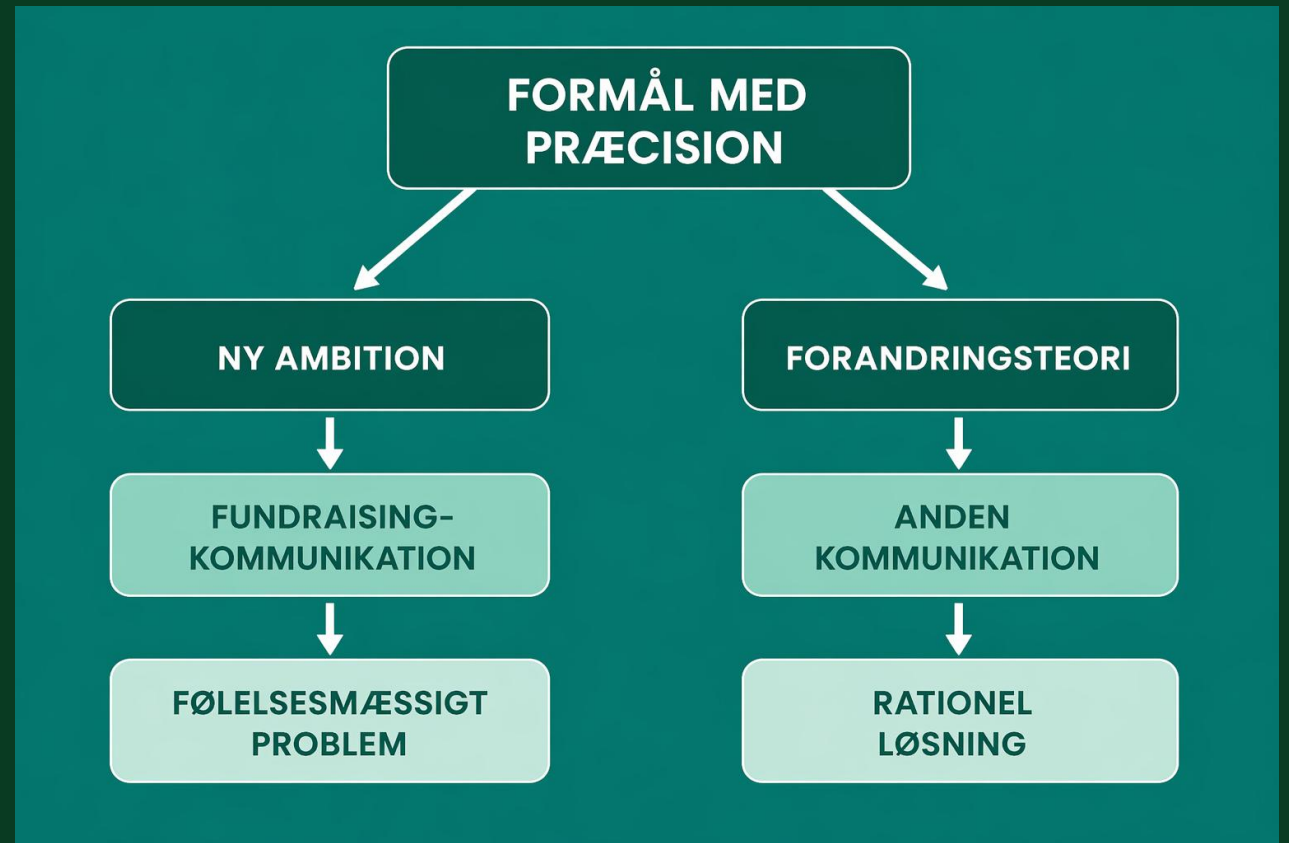 FORMÅL MED
PRÆCISION
NY AMBITION
FORANDRINGSTEORI
FUNDRAISING-
KOMMUNIKATION
ANDEN
KOMMUNIKATION
FØLELSESMÆSSIGT
PROBLEM
RATIONEL
LØSNING